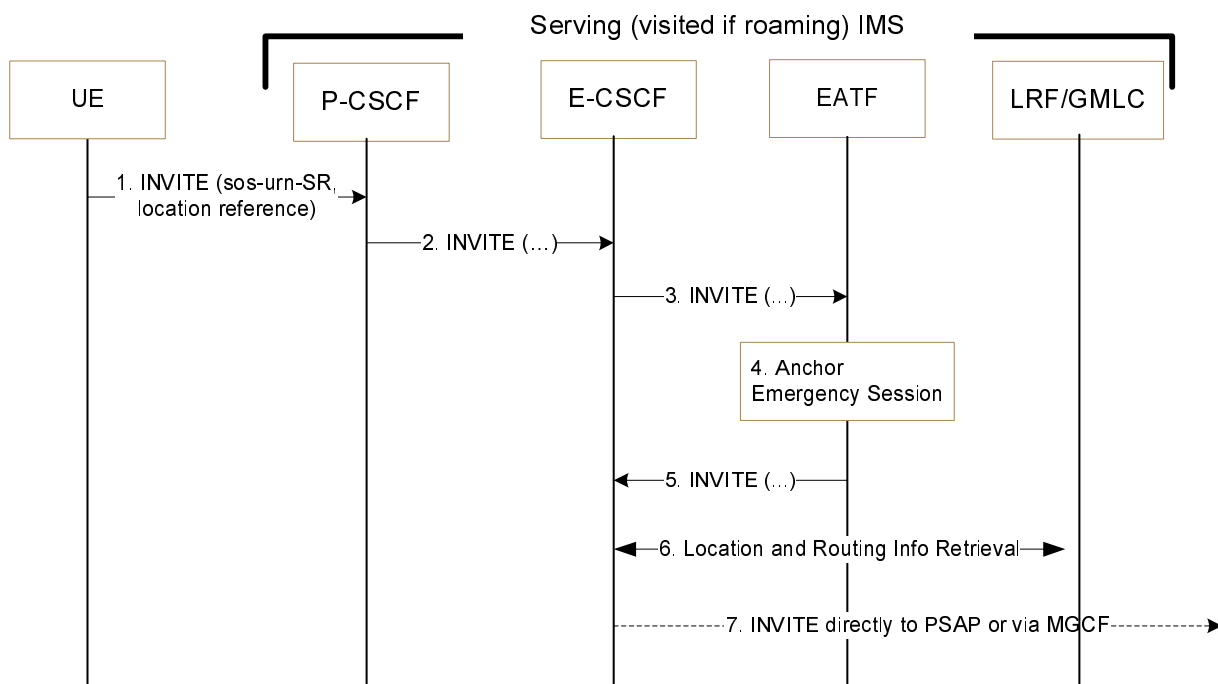 Serving (visited if roaming) IMS
UE
P-CSCF
E-CSCF
EATF
LRF/GMLC
1. INVITE (sos-urn-SR,
location reference)
2. INVITE (...)
3. INVITE (...)
4. Anchor
Emergency Session
5. INVITE (...)
6. Location and Routing Info Retrieval
7. INVITE directly to PSAP or via MGCF